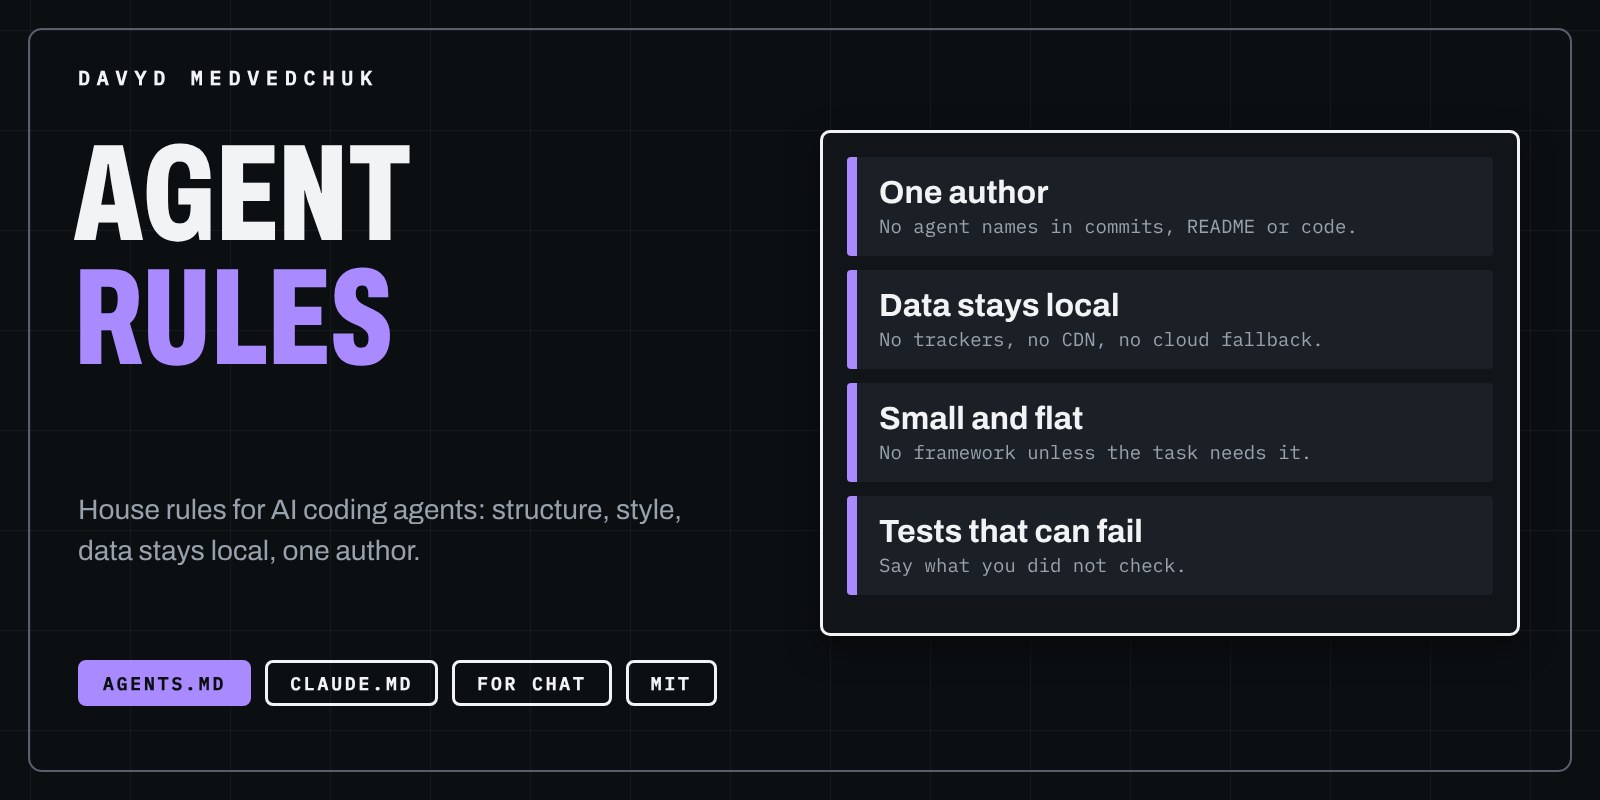 DAVYD MEDVEDCHUK
AGENT
RULES
House rules for AI coding agents: structure, style,
data stays local, one author.
AGENTS.MD
CLAUDE.MD
FOR CHAT
MIT
One author
No agent names in commits, README or code.
Data stays local
No trackers, no CDN, no cloud fallback.
Small and flat
No framework unless the task needs it.
Tests that can fail
Say what you did not check.